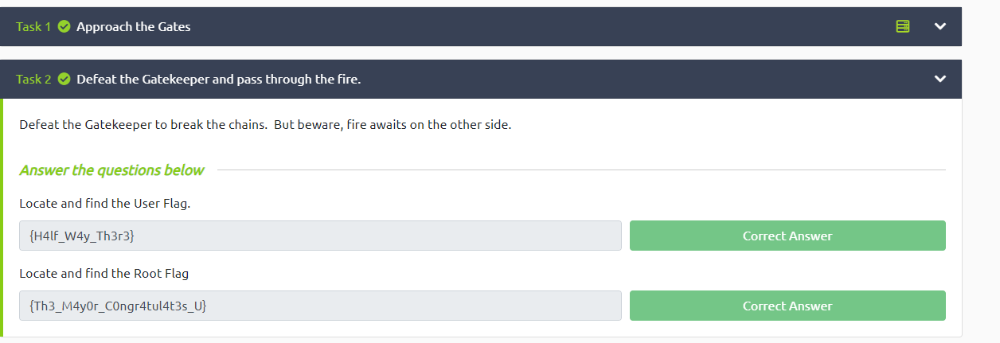 Task 1 Approach the Gates
Task 2 Defeat the Gatekeeper and pass through the fire.
Defeat the Gatekeeper to break the chains. But beware, fire awaits on the other side.
Answer the questions below
Locate and find the User Flag.
{H4lf_W4y_Th3r3} Correct Answer
Locate and find the Root Flag
{Th3_M4y0r_C0ngr4tul4t3s_U} Correct Answer